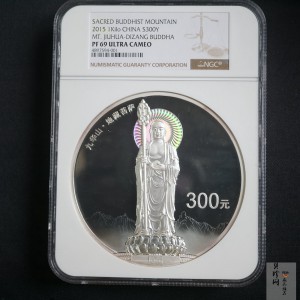 SACRED BUDDHIST MOUNTAIN
2015 1Kilo CHINA S300Y
MT. JIUHUA-DIZANG BUDDHA
PF 69 ULTRA CAMEO
NUMISMATIC GUARANTY CORPORATION
NGC
九华山·地藏菩萨
300元